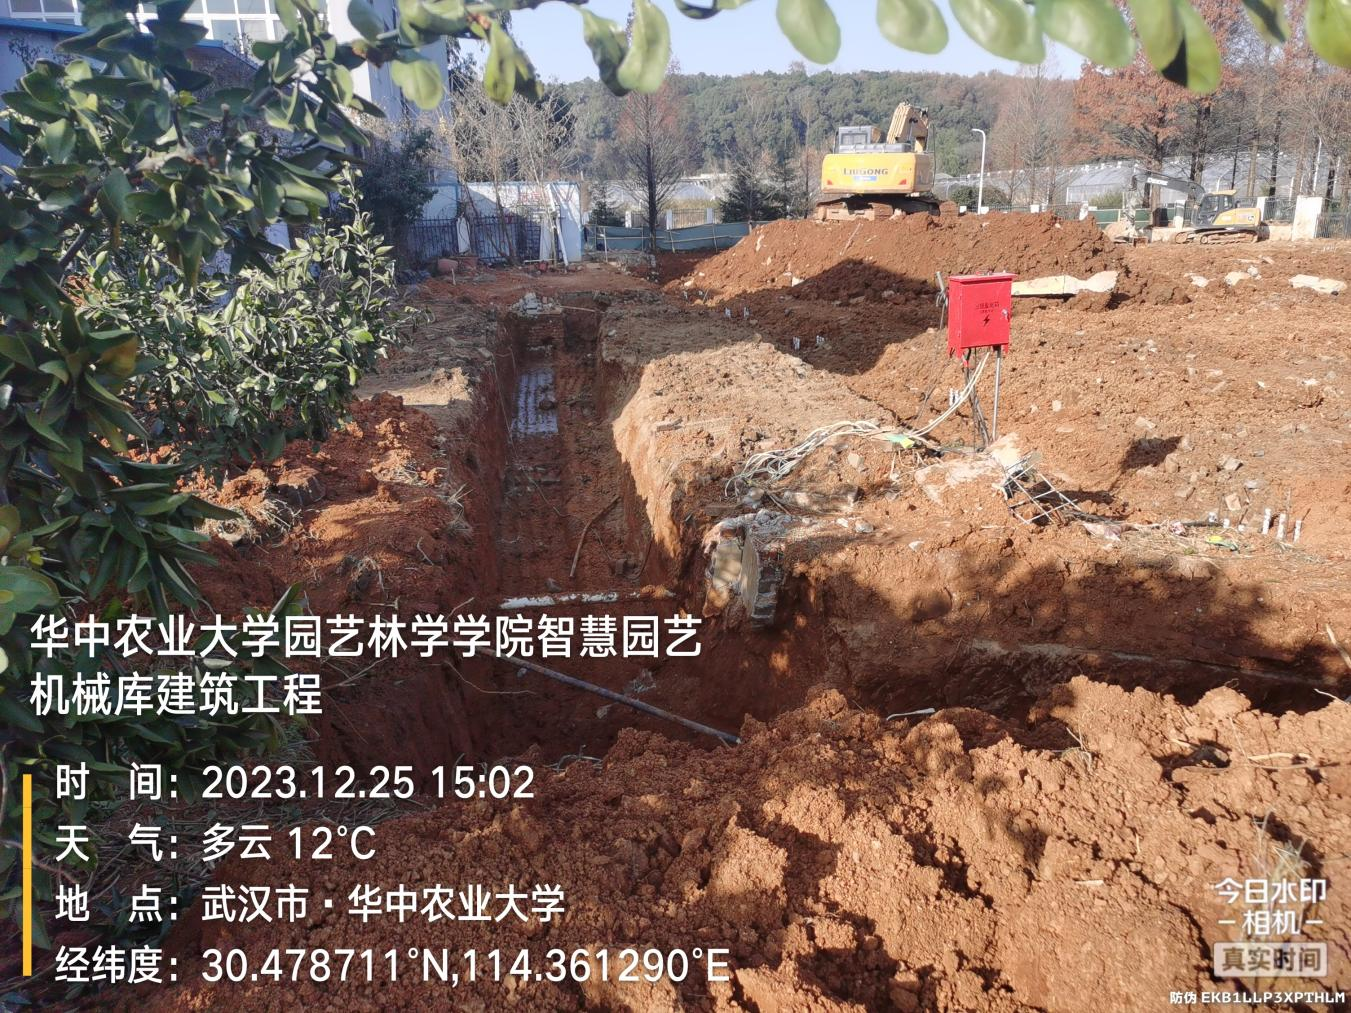 LIUGONG
华中农业大学园艺林学学院智慧园艺
机械库建筑工程
时 间：2023.12.25 15:02
天 气：多云 12℃
地 点：武汉市·华中农业大学
经纬度：30.478711°N,114.361290°E
今日水印
相机
真实时间
防伪 EKB1LLP3XPTHLM